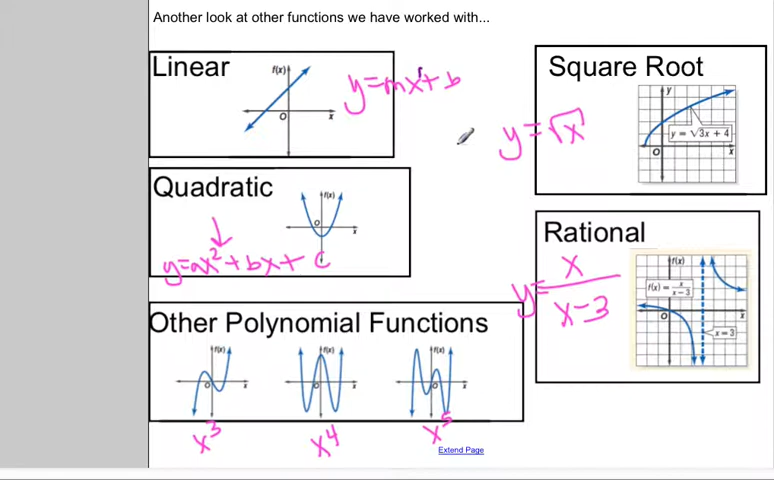 Another look at other functions we have worked with...
Linear
f(x)
O
x
y=mx¹+b
Quadratic
f(x)
O
x
y=ax²+bx+c
Other Polynomial Functions
f(x)
O
x
f(x)
O
x
f(x)
O
x
x³
x⁴
x⁵
Extend Page
Square Root
y
y = √3x + 4
O
x
y=√x
Rational
f(x)
f(x) = x/x−3
O
x
x = 3
y=x/x-3